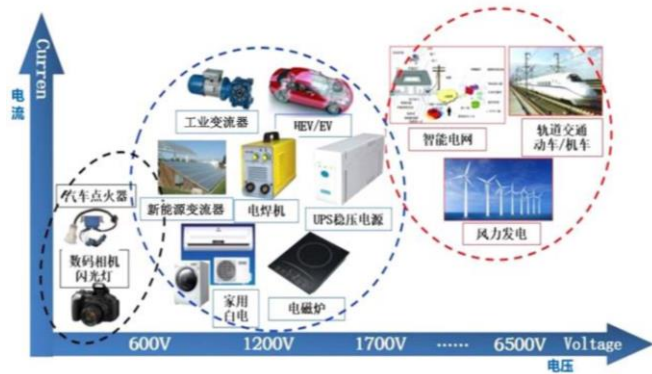 Curren
电流
工业变流器
HEV/EV
智能电网
轨道交通
动车/机车
汽车点火器
新能源变流器
电焊机
UPS稳压电源
风力发电
数码相机
闪光灯
家用
白电
电磁炉
600V
1200V
1700V
······
6500V
Voltage
电压